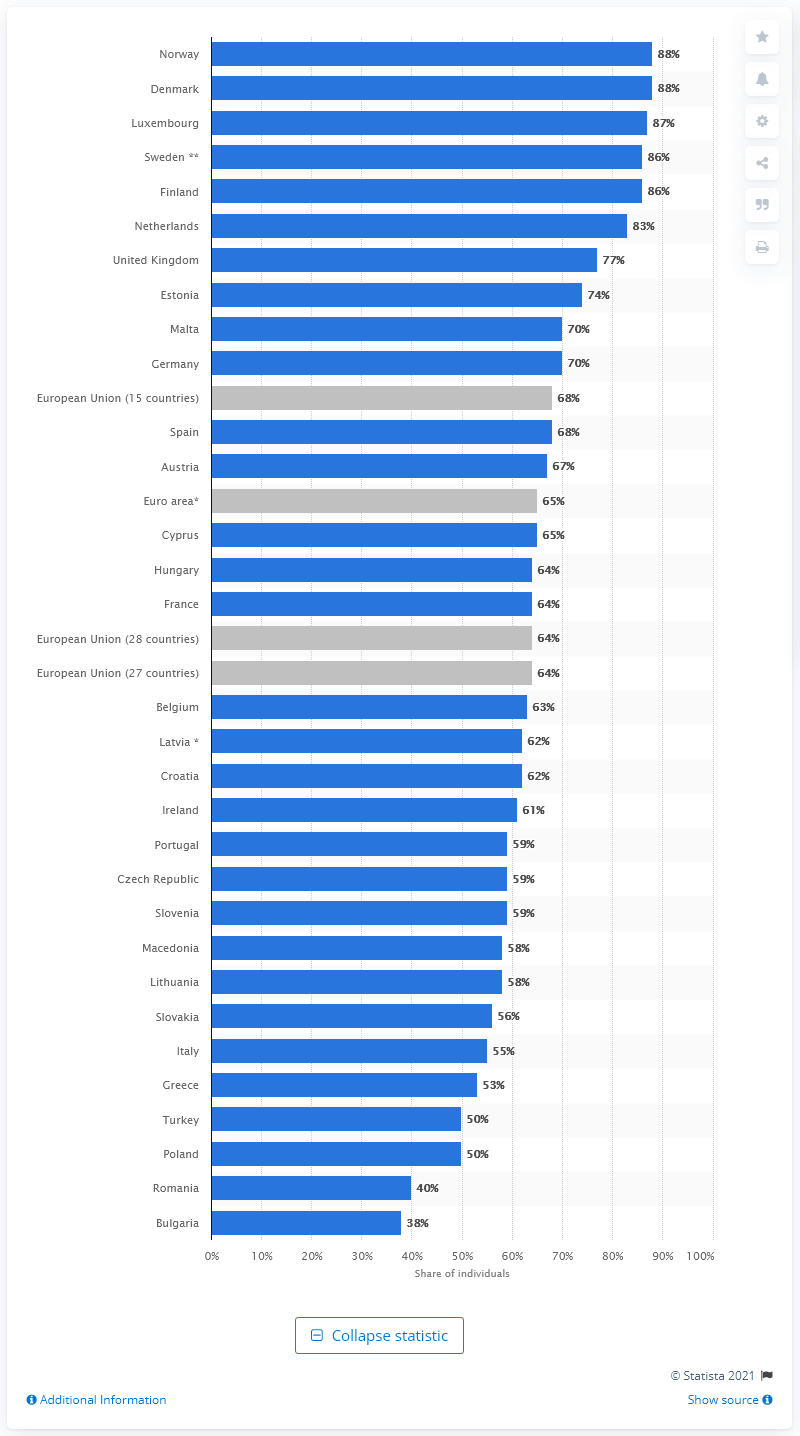 Norway 88%
Denmark 88%
Luxembourg 87%
Sweden ** 86%
Finland 86%
Netherlands 83%
United Kingdom 77%
Estonia 74%
Malta 70%
Germany 70%
European Union (15 countries) 68%
Spain 68%
Austria 67%
Euro area* 65%
Cyprus 65%
Hungary 64%
France 64%
European Union (28 countries) 64%
European Union (27 countries) 64%
Belgium 63%
Latvia * 62%
Croatia 62%
Ireland 61%
Portugal 59%
Czech Republic 59%
Slovenia 59%
Macedonia 58%
Lithuania 58%
Slovakia 56%
Italy 55%
Greece 53%
Turkey 50%
Poland 50%
Romania 40%
Bulgaria 38%
0% 10% 20% 30% 40% 50% 60% 70% 80% 90% 100%
Share of individuals
Collapse statistic
© Statista 2021
Additional Information Show source